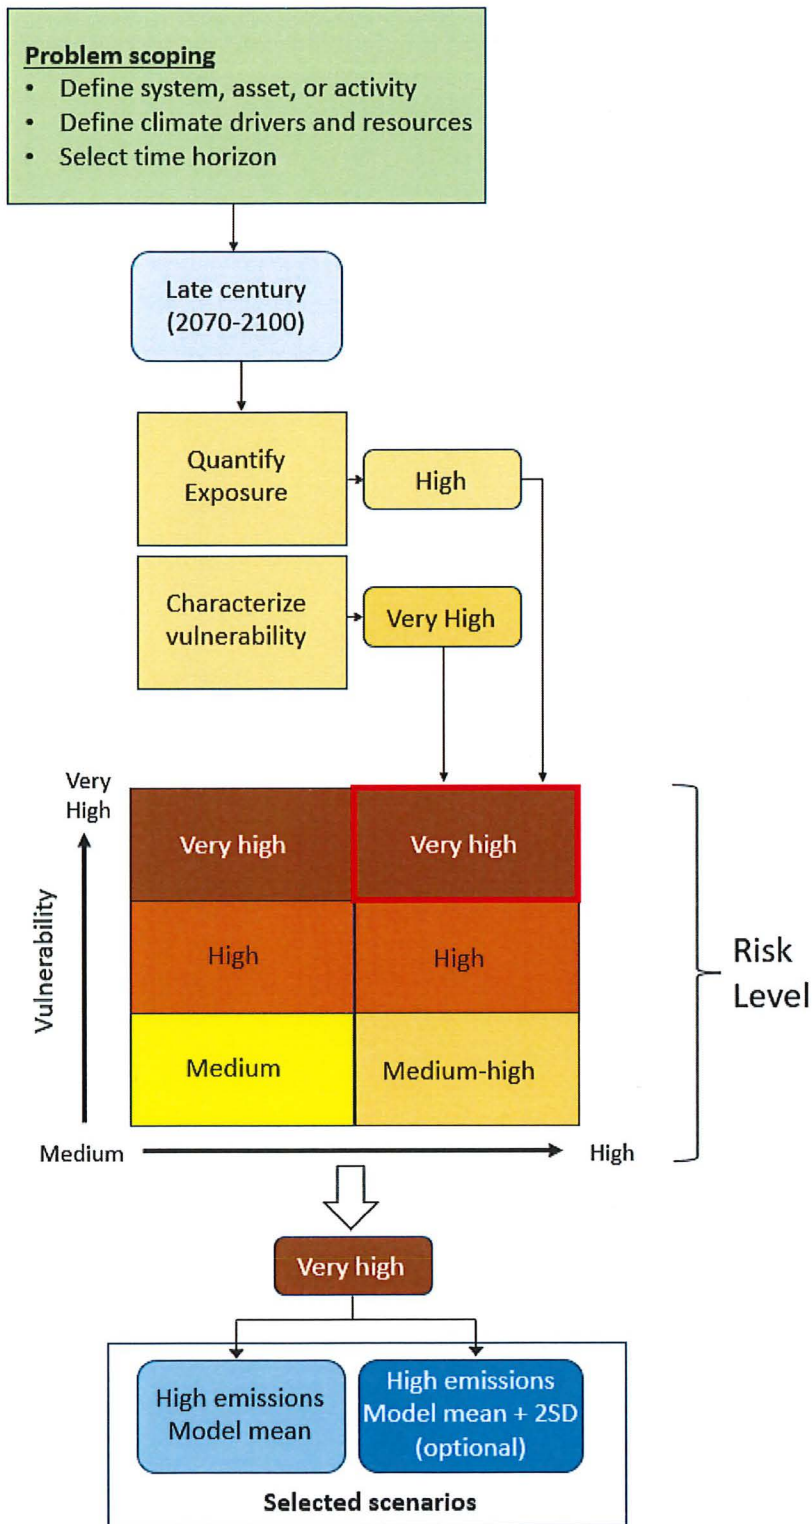 Problem scoping
• Define system, asset, or activity
• Define climate drivers and resources
• Select time horizon
Late century
(2070-2100)
Quantify
Exposure
High
Characterize
vulnerability
Very High
Very
High
Vulnerability
Very high
Very high
High
High
Medium
Medium-high
Risk
Level
Medium
High
Very high
High emissions
Model mean
High emissions
Model mean + 2SD
(optional)
Selected scenarios